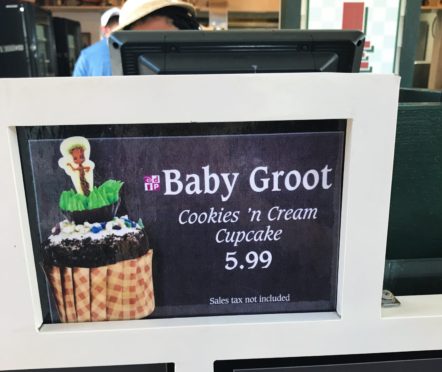 Baby Groot
Cookies 'n Cream
Cupcake
5.99
Sales tax not included